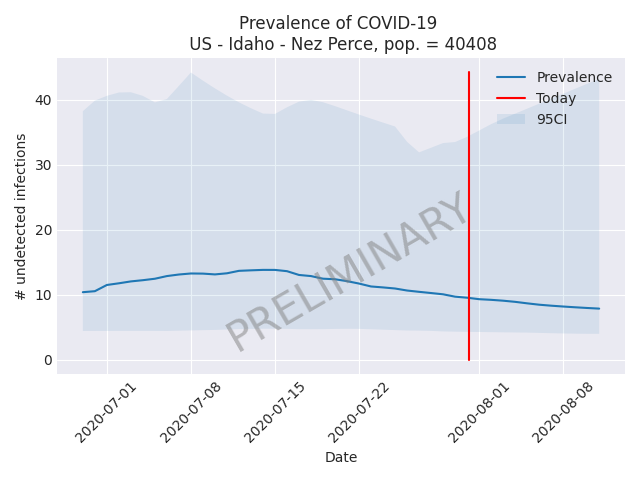 Prevalence of COVID-19
US - Idaho - Nez Perce, pop. = 40408
Prevalence
Today
95CI
# undetected infections
40
30
20
10
0
PRELIMINARY
2020-07-01
2020-07-08
2020-07-15
2020-07-22
2020-08-01
2020-08-08
Date